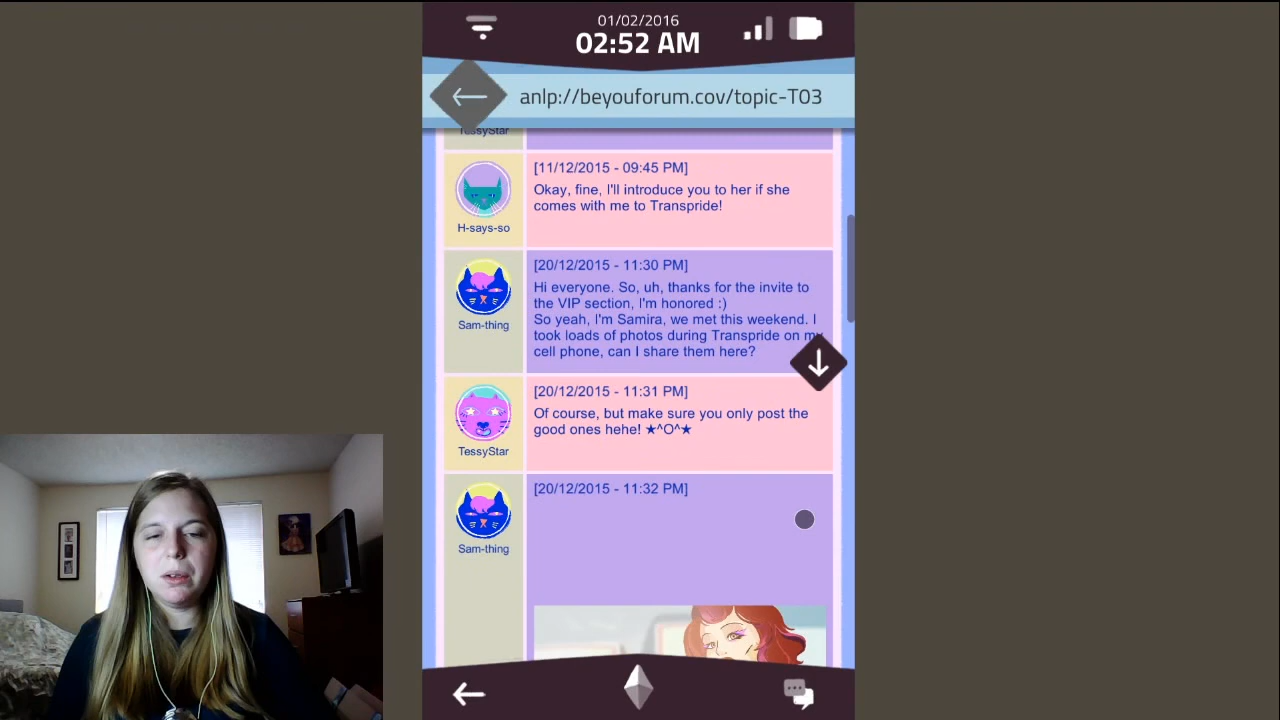 01/02/2016
02:52 AM
anlp://beyouforum.cov/topic-T03
TessyStar
[11/12/2015 - 09:45 PM]
Okay, fine, I'll introduce you to her if she
comes with me to Transpride!
H-says-so
[20/12/2015 - 11:30 PM]
Hi everyone. So, uh, thanks for the invite to
the VIP section, I'm honored :)
So yeah, I'm Samira, we met this weekend. I
took loads of photos during Transpride on my
cell phone, can I share them here?
Sam-thing
[20/12/2015 - 11:31 PM]
Of course, but make sure you only post the
good ones hehe! ★^O^★
TessyStar
[20/12/2015 - 11:32 PM]
Sam-thing